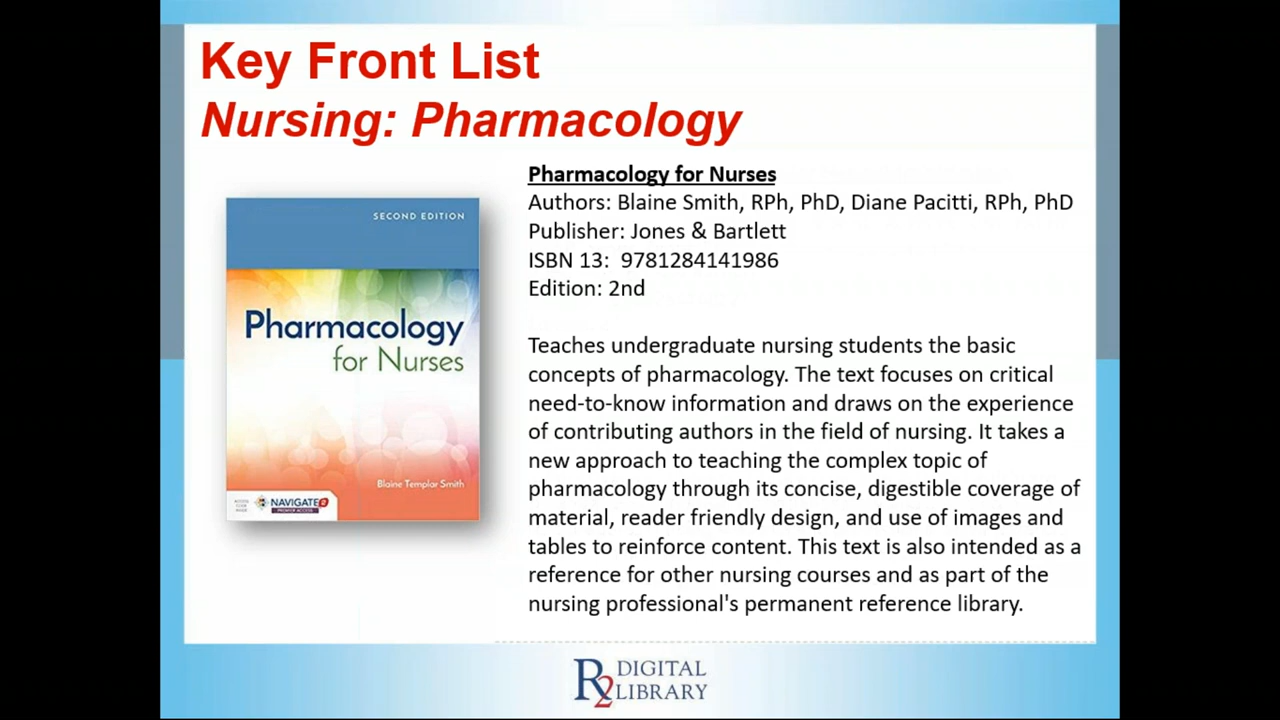 Key Front List
Nursing: Pharmacology
SECOND EDITION
Pharmacology
for Nurses
Blaine Templar Smith
ACCESS
CODE
INSIDE
NAVIGATE 2
PREMIER ACCESS
Pharmacology for Nurses
Authors: Blaine Smith, RPh, PhD, Diane Pacitti, RPh, PhD
Publisher: Jones & Bartlett
ISBN 13: 9781284141986
Edition: 2nd
Teaches undergraduate nursing students the basic
concepts of pharmacology. The text focuses on critical
need-to-know information and draws on the experience
of contributing authors in the field of nursing. It takes a
new approach to teaching the complex topic of
pharmacology through its concise, digestible coverage of
material, reader friendly design, and use of images and
tables to reinforce content. This text is also intended as a
reference for other nursing courses and as part of the
nursing professional's permanent reference library.
R2 DIGITAL
LIBRARY